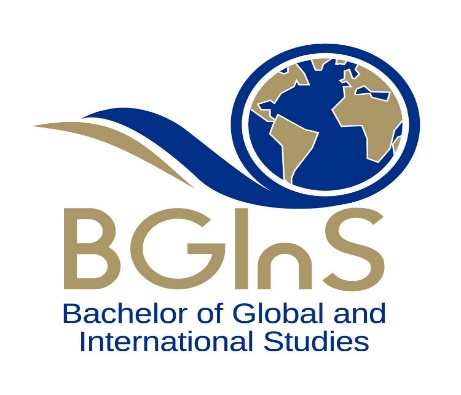 BGInS
Bachelor of Global and
International Studies